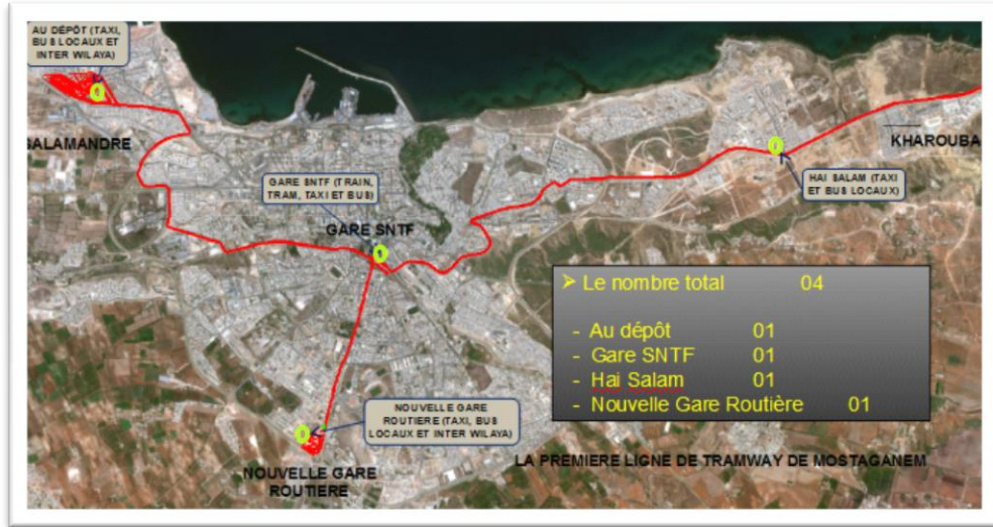 AU DÉPÔT (TAXI,
BUS LOCAUX ET
INTER WILAYA)
SALAMANDRE
KHAROUBA
HAI SALAM (TAXI
ET BUS LOCAUX)
GARE SNTF (TRAIN,
TRAM, TAXI ET BUS)
GARE SNTF
➢ Le nombre total 04
- Au dépôt 01
- Gare SNTF 01
- Hai Salam 01
- Nouvelle Gare Routière 01
NOUVELLE GARE
ROUTIERE (TAXI, BUS
LOCAUX ET INTER WILAYA)
NOUVELLE GARE
ROUTIERE
LA PREMIERE LIGNE DE TRAMWAY DE MOSTAGANEM